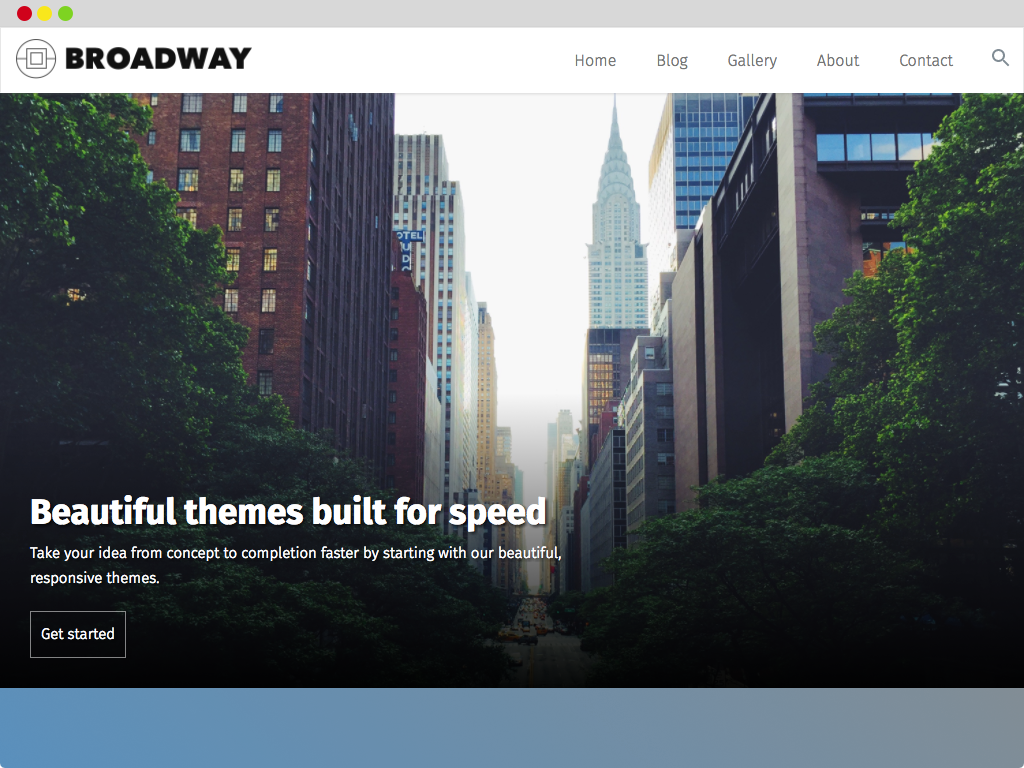 BROADWAY
Home Blog Gallery About Contact
Beautiful themes built for speed
Take your idea from concept to completion faster by starting with our beautiful,
responsive themes.
Get started